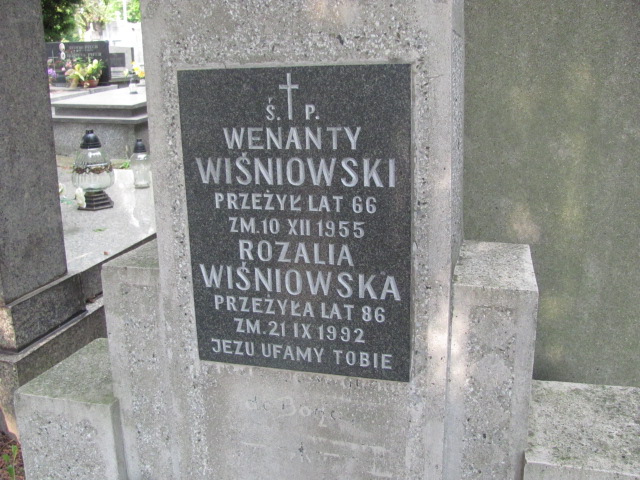 Ś. P.
WENANTY
WIŚNIOWSKI
PRZEŻYŁ LAT 66
ZM. 10 XII 1955
ROZALIA
WIŚNIOWSKA
PRZEŻYŁA LAT 86
ZM. 21 IX 1992
JEZU UFAMY TOBIE